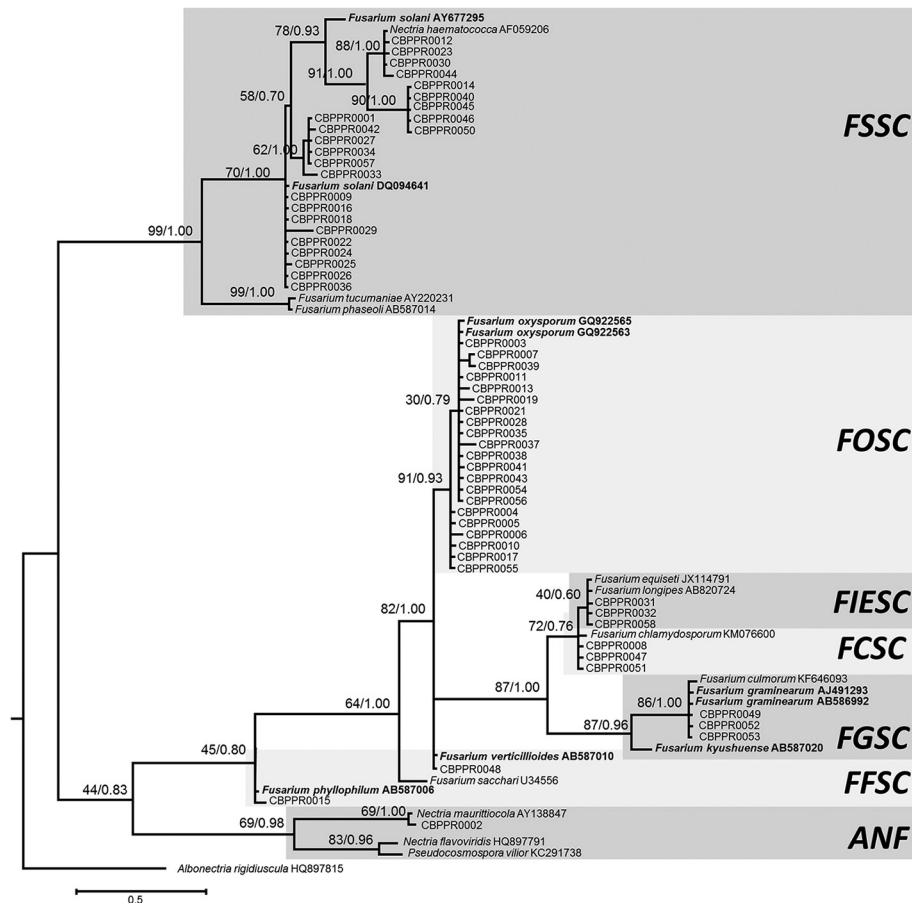 Fusarium solani AY677295
78/0.93
Nectria haematococca AF059206
CBPPR0012
88/1.00
CBPPR0023
CBPPR0030
CBPPR0044
91/1.00
CBPPR0014
CBPPR0040
90/1.00
CBPPR0045
CBPPR0046
CBPPR0050
58/0.70
CBPPR0001
CBPPR0042
CBPPR0027
CBPPR0034
62/1.00
CBPPR0057
CBPPR0033
70/1.00
Fusarium solani DQ094641
CBPPR0009
CBPPR0016
CBPPR0018
CBPPR0029
CBPPR0022
CBPPR0024
CBPPR0025
CBPPR0026
CBPPR0036
99/1.00
99/1.00
Fusarium tucumaniae AY220231
Fusarium phaseoli AB587014
FSSC
Fusarium oxysporum GQ922565
Fusarium oxysporum GQ922563
CBPPR0003
CBPPR0007
CBPPR0039
CBPPR0011
CBPPR0013
30/0.79
CBPPR0019
CBPPR0021
CBPPR0028
CBPPR0035
CBPPR0037
CBPPR0038
CBPPR0041
CBPPR0043
CBPPR0054
CBPPR0056
91/0.93
CBPPR0004
CBPPR0005
CBPPR0006
CBPPR0010
CBPPR0017
CBPPR0055
FOSC
Fusarium equiseti JX114791
Fusarium longipes AB820724
40/0.60
CBPPR0031
CBPPR0032
CBPPR0058
FIESC
82/1.00
72/0.76
Fusarium chlamydosporum KM076600
CBPPR0008
CBPPR0047
CBPPR0051
FCSC
87/1.00
Fusarium culmorum KF646093
Fusarium graminearum AJ491293
86/1.00
Fusarium graminearum AB586992
CBPPR0049
CBPPR0052
CBPPR0053
87/0.96
Fusarium kyushuense AB587020
FGSC
64/1.00
Fusarium verticillioides AB587010
CBPPR0048
Fusarium sacchari U34556
45/0.80
Fusarium phyllophilum AB587006
CBPPR0015
FFSC
44/0.83
69/1.00
Nectria maurittiocola AY138847
CBPPR0002
69/0.98
83/0.96
Nectria flavoviridis HQ897791
Pseudocosmospora vilior KC291738
ANF
Albonectria rigidiuscula HQ897815
0.5